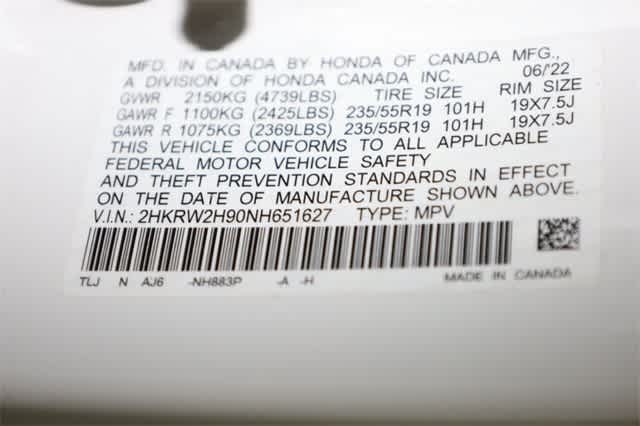 MFD. IN CANADA BY HONDA OF CANADA MFG.,
A DIVISION OF HONDA CANADA INC. 06/'22
GVWR 2150KG (4739LBS) TIRE SIZE RIM SIZE
GAWR F 1100KG (2425LBS) 235/55R19 101H 19X7.5J
GAWR R 1075KG (2369LBS) 235/55R19 101H 19X7.5J
THIS VEHICLE CONFORMS TO ALL APPLICABLE
FEDERAL MOTOR VEHICLE SAFETY
AND THEFT PREVENTION STANDARDS IN EFFECT
ON THE DATE OF MANUFACTURE SHOWN ABOVE.
V.I.N.: 2HKRW2H90NH651627 TYPE: MPV
TLJ N AJ6 -NH883P -A -H MADE IN CANADA